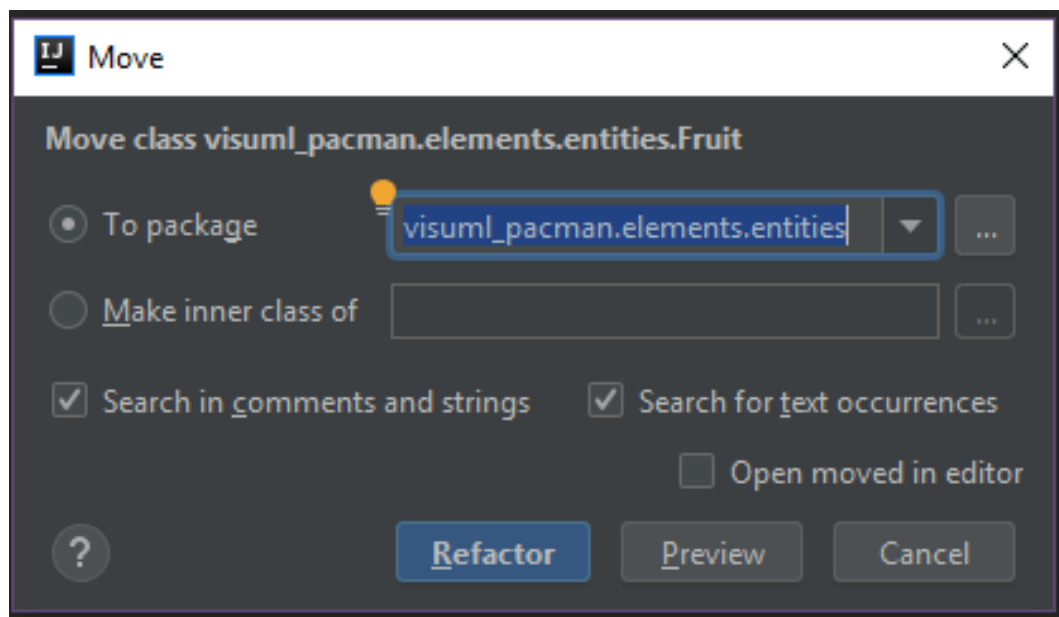 IJ Move
Move class visuml_pacman.elements.entities.Fruit
To package visuml_pacman.elements.entities ...
Make inner class of ...
Search in comments and strings Search for text occurrences
Open moved in editor
? Refactor Preview Cancel